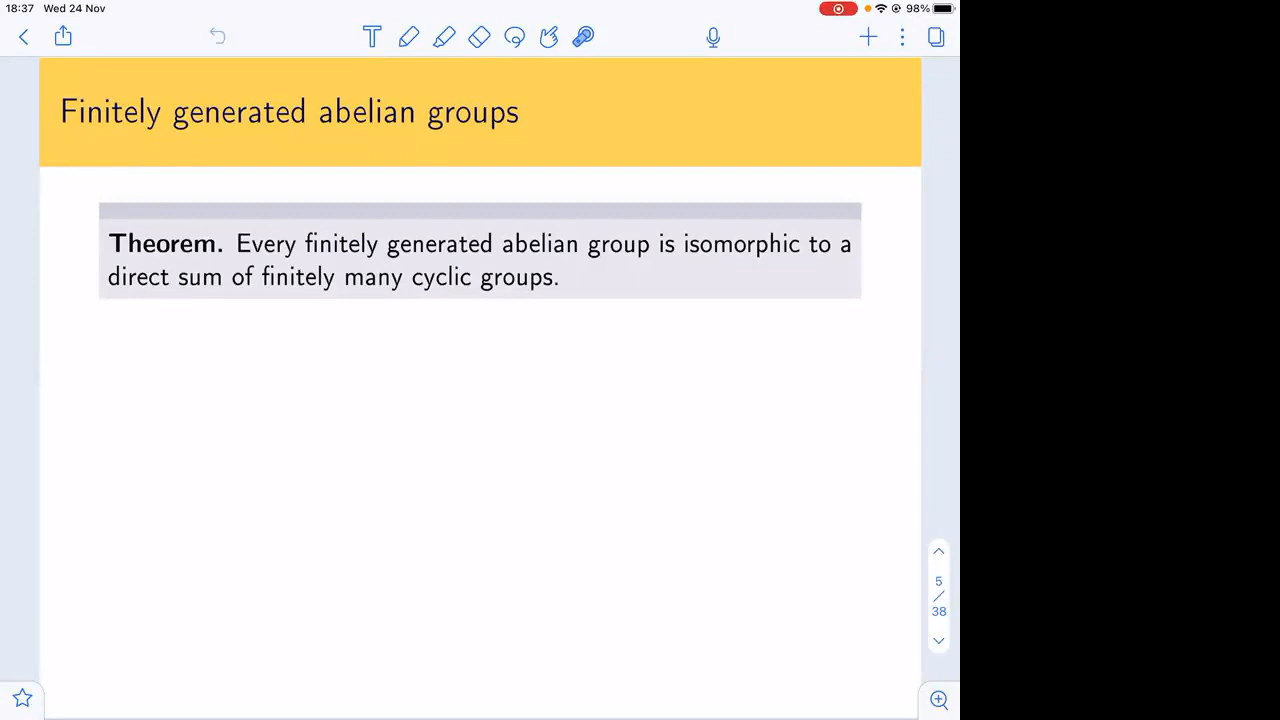 18:37 Wed 24 Nov 98%
Finitely generated abelian groups
Theorem. Every finitely generated abelian group is isomorphic to a
direct sum of finitely many cyclic groups.
5
/
38